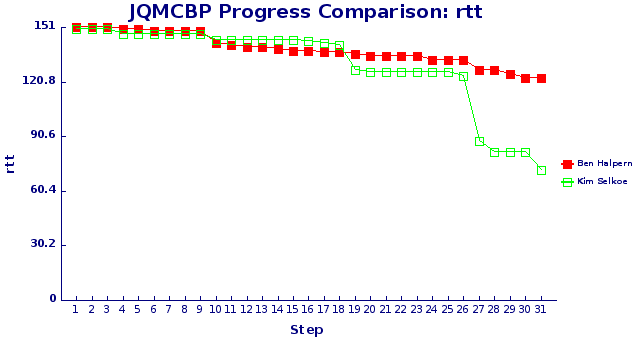 JQMCBP Progress Comparison: rtt
151
120.8
90.6
60.4
30.2
0
rtt
1 2 3 4 5 6 7 8 9 10 11 12 13 14 15 16 17 18 19 20 21 22 23 24 25 26 27 28 29 30 31
Step
Ben Halpern
Kim Selkoe